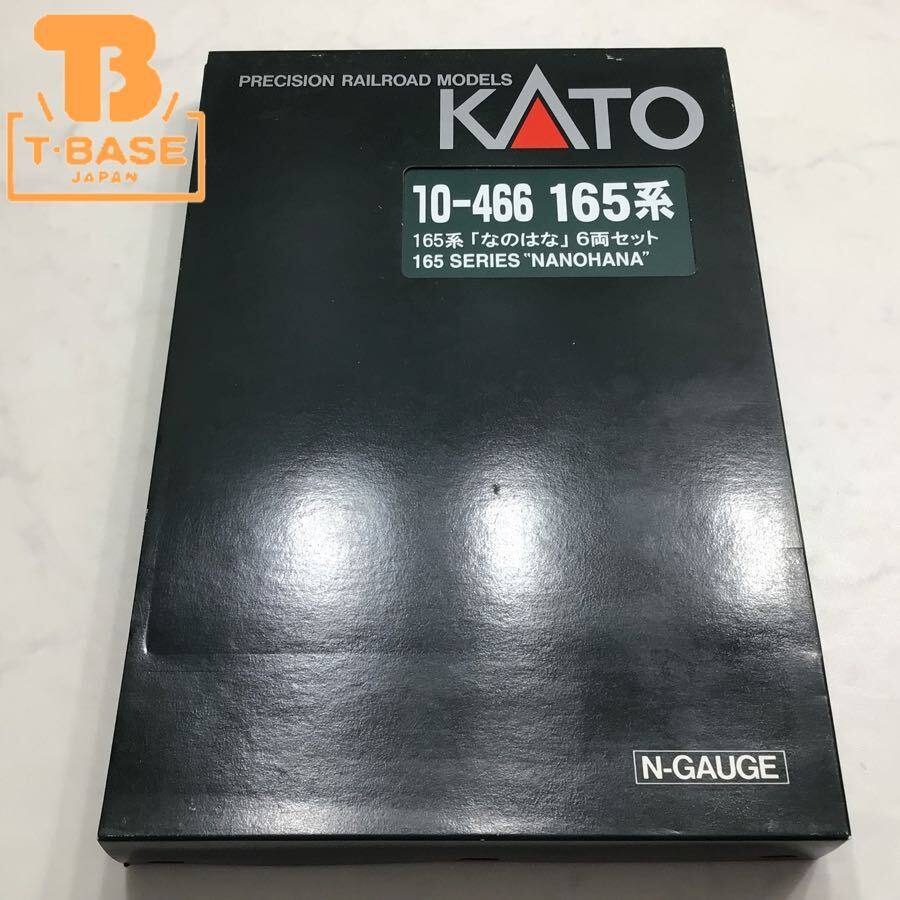 TB
T·BASE
JAPAN
PRECISION RAILROAD MODELS
KATO
10-466 165系
165系「なのはな」6両セット
165 SERIES "NANOHANA"
N-GAUGE